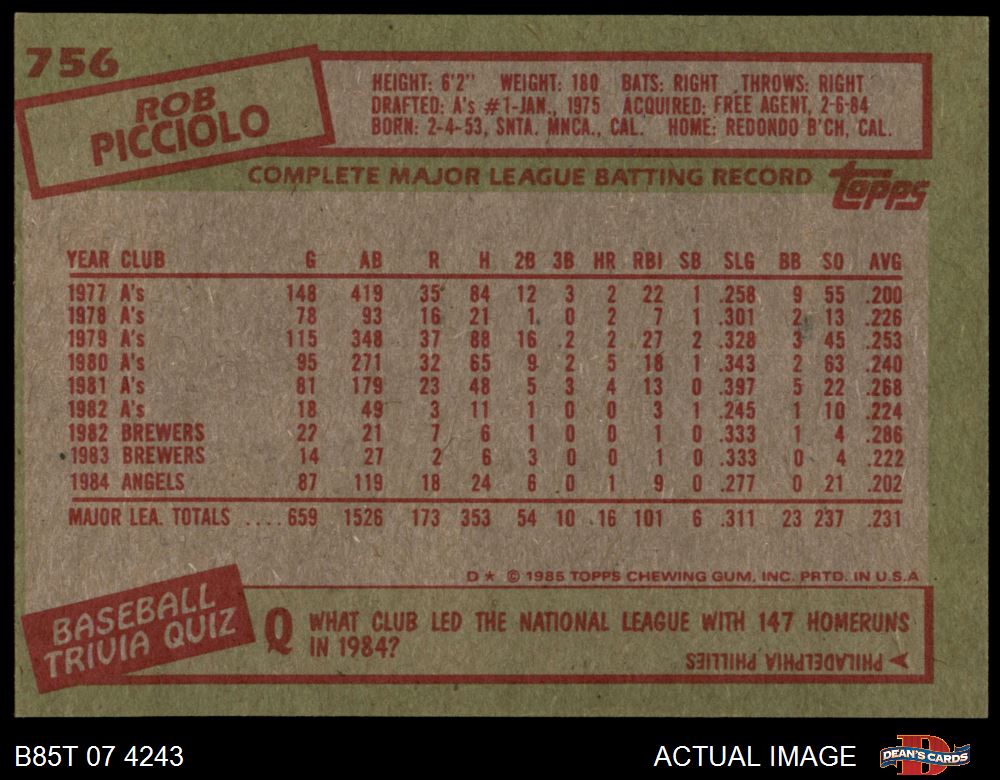 756
ROB
PICCIOLO
HEIGHT: 6'2" WEIGHT: 180 BATS: RIGHT THROWS: RIGHT
DRAFTED: A's #1-JAN., 1975 ACQUIRED: FREE AGENT, 2-6-84
BORN: 2-4-53, SNTA. MNCA., CAL. HOME: REDONDO B'CH, CAL.
COMPLETE MAJOR LEAGUE BATTING RECORD
topps
YEAR CLUB G AB R H 2B 3B HR RBI SB SLG BB SO AVG
1977 A's 148 419 35 84 12 3 2 22 1 .258 9 55 .200
1978 A's 78 93 16 21 1 0 2 7 1 .301 2 13 .226
1979 A's 115 348 37 88 16 2 2 27 2 .328 3 45 .253
1980 A's 95 271 32 65 9 2 5 18 1 .343 2 63 .240
1981 A's 81 179 23 48 5 3 4 13 0 .397 5 22 .268
1982 A's 18 49 3 11 1 0 0 3 1 .245 1 10 .224
1982 BREWERS 22 21 7 6 1 0 0 1 0 .333 1 4 .286
1983 BREWERS 14 27 2 6 3 0 0 1 0 .333 0 4 .222
1984 ANGELS 87 119 18 24 6 0 1 9 0 .277 0 21 .202
MAJOR LEA. TOTALS .... 659 1526 173 353 54 10 16 101 6 .311 23 237 .231
D* © 1985 TOPPS CHEWING GUM, INC. PRTD. IN U.S.A
BASEBALL
TRIVIA QUIZ
Q WHAT CLUB LED THE NATIONAL LEAGUE WITH 147 HOMERUNS
IN 1984?
PHILADELPHIA PHILLIES
B85T 07 4243
ACTUAL IMAGE
DEAN'S CARDS